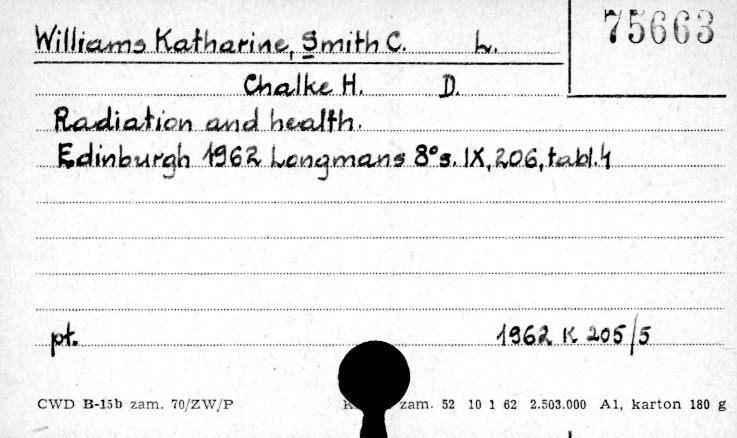 75663
Williams Katharine, Smith C. L.
Chalke H. D.
Radiation and health.
Edinburgh 1962 Longmans 8°s. IX, 206, tabl. 4
pt. 1962 K 205/5
CWD B-15b zam. 70/ZW/P zam. 52 10 1 62 2.503.000 A1, karton 180 g